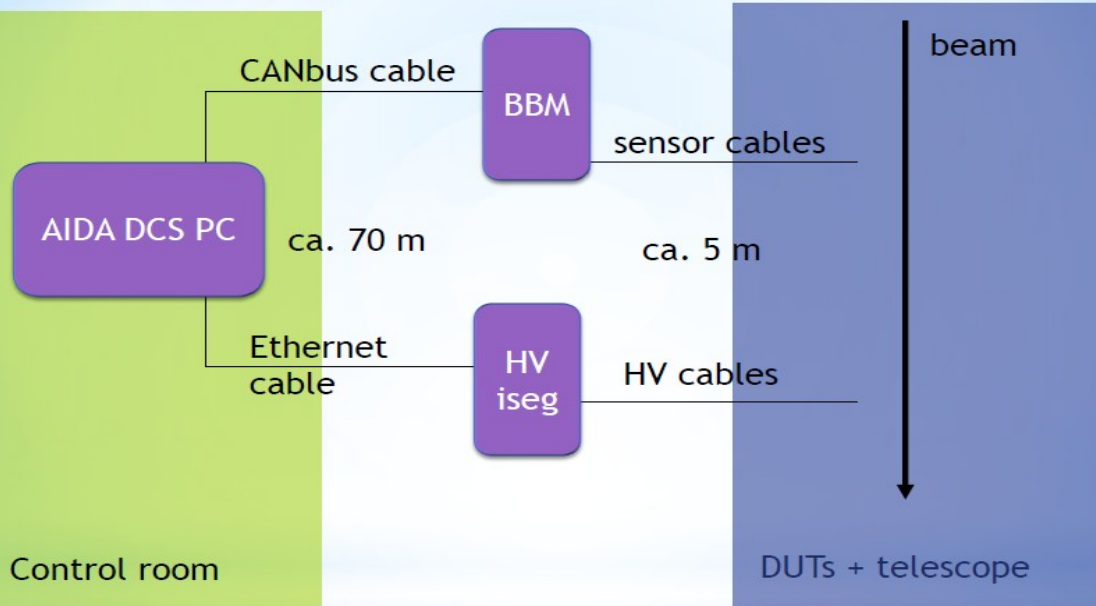 CANbus cable
BBM
beam
sensor cables
AIDA DCS PC
ca. 70 m
ca. 5 m
Ethernet
cable
HV
iseg
HV cables
Control room
DUTs + telescope